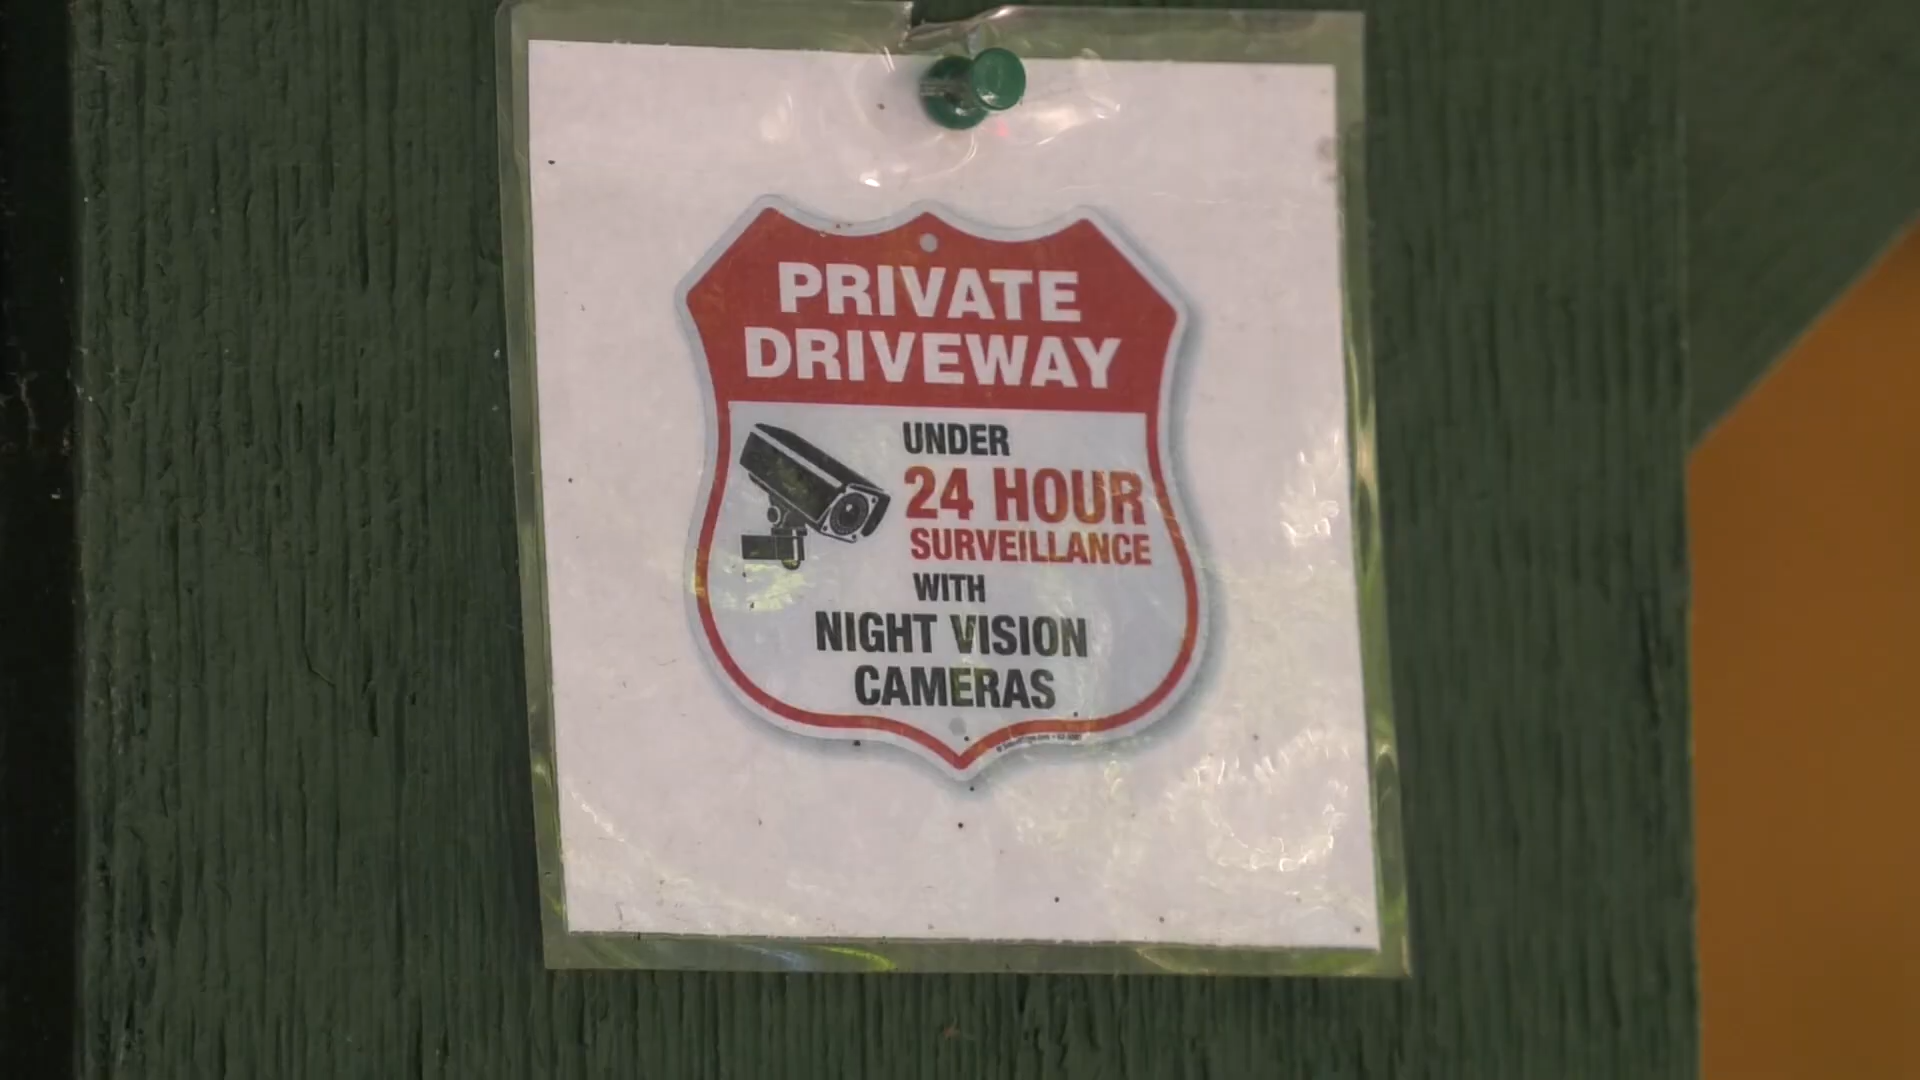 PRIVATE
DRIVEWAY
UNDER
24 HOUR
SURVEILLANCE
WITH
NIGHT VISION
CAMERAS